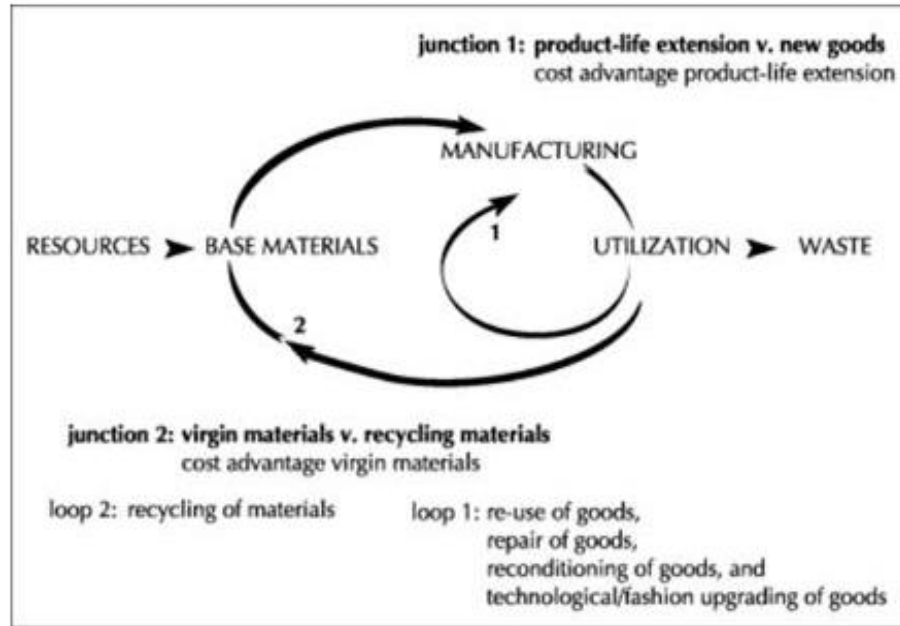 junction 1: product-life extension v. new goods
cost advantage product-life extension
MANUFACTURING
1
RESOURCES
BASE MATERIALS
UTILIZATION
WASTE
2
junction 2: virgin materials v. recycling materials
cost advantage virgin materials
loop 2: recycling of materials
loop 1: re-use of goods,
repair of goods,
reconditioning of goods, and
technological/fashion upgrading of goods